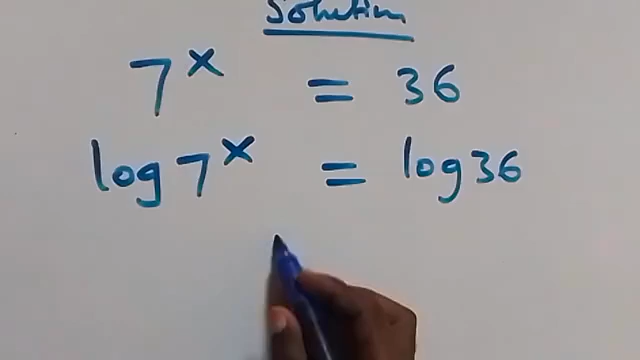 Solution
7^x = 36
log 7^x = log 36